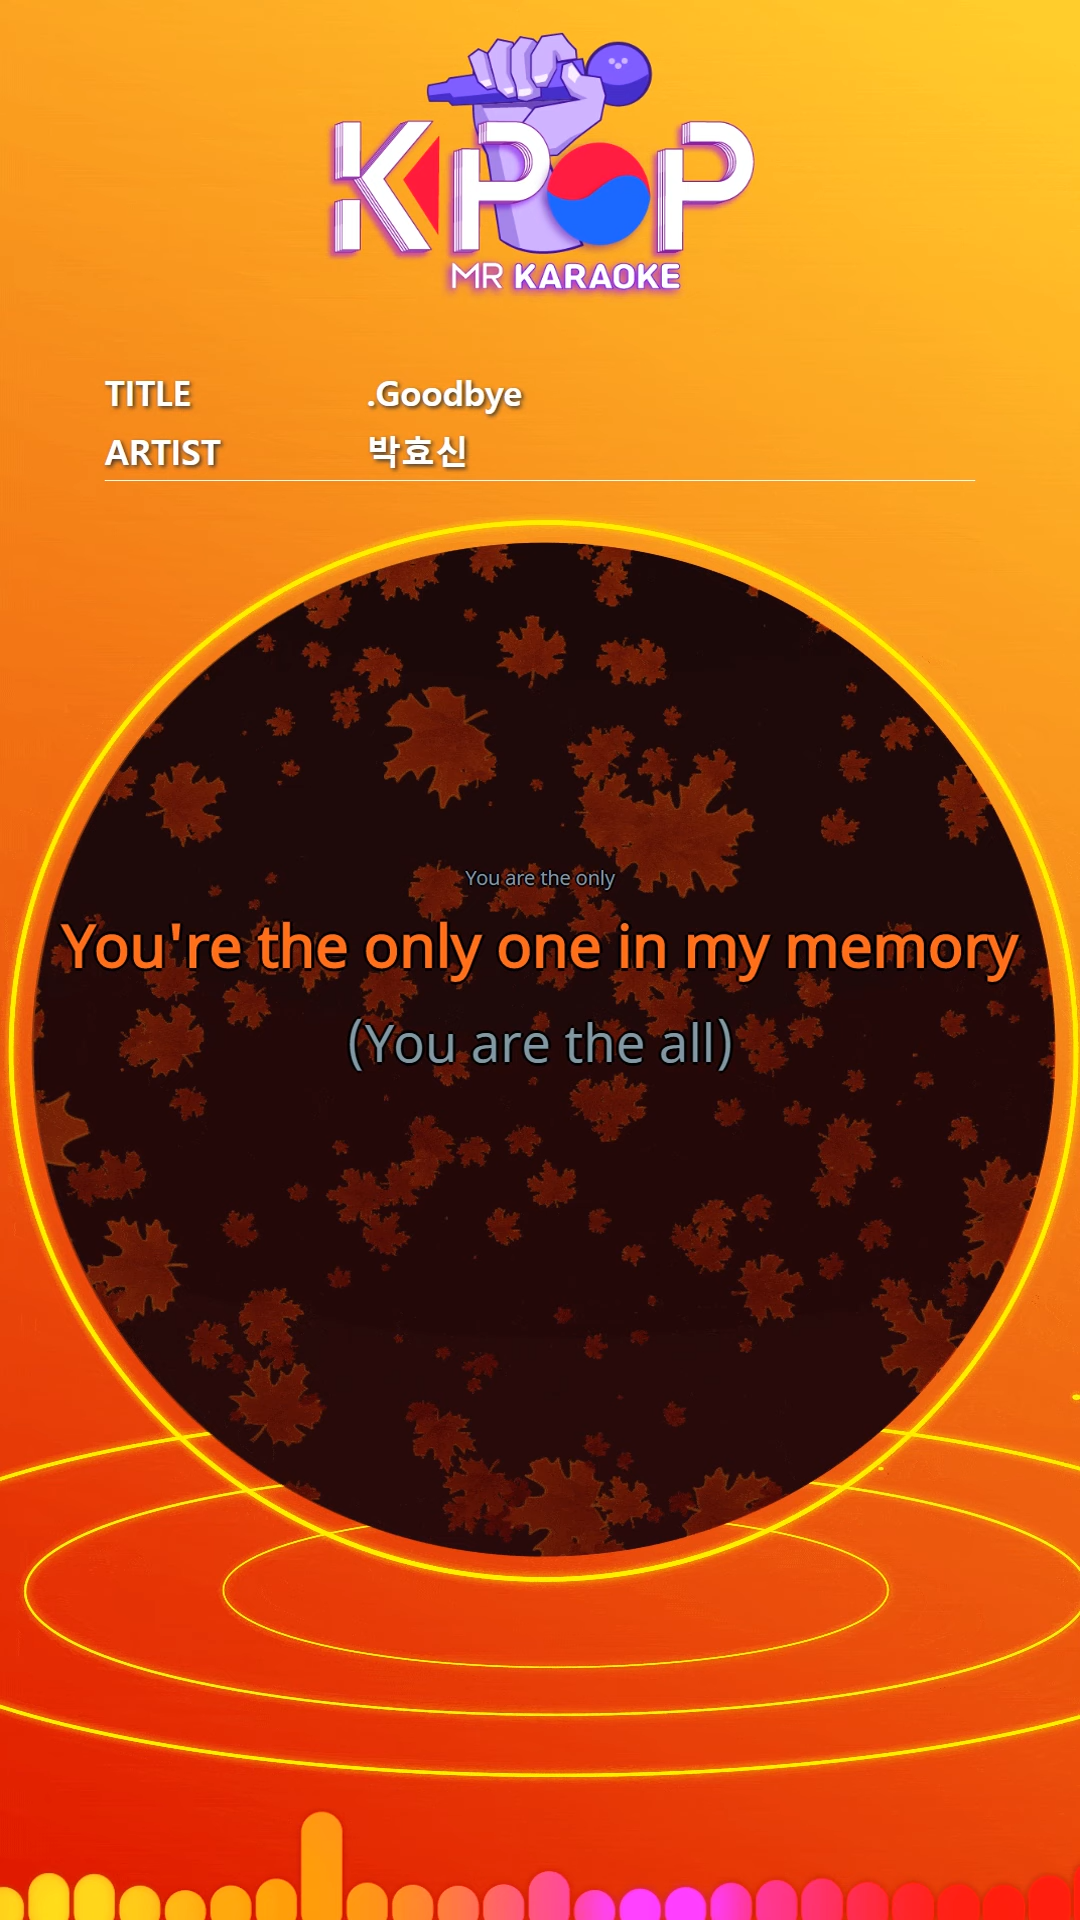 KPOP
MR KARAOKE
TITLE .Goodbye
ARTIST 박효신
You are the only
You're the only one in my memory
(You are the all)